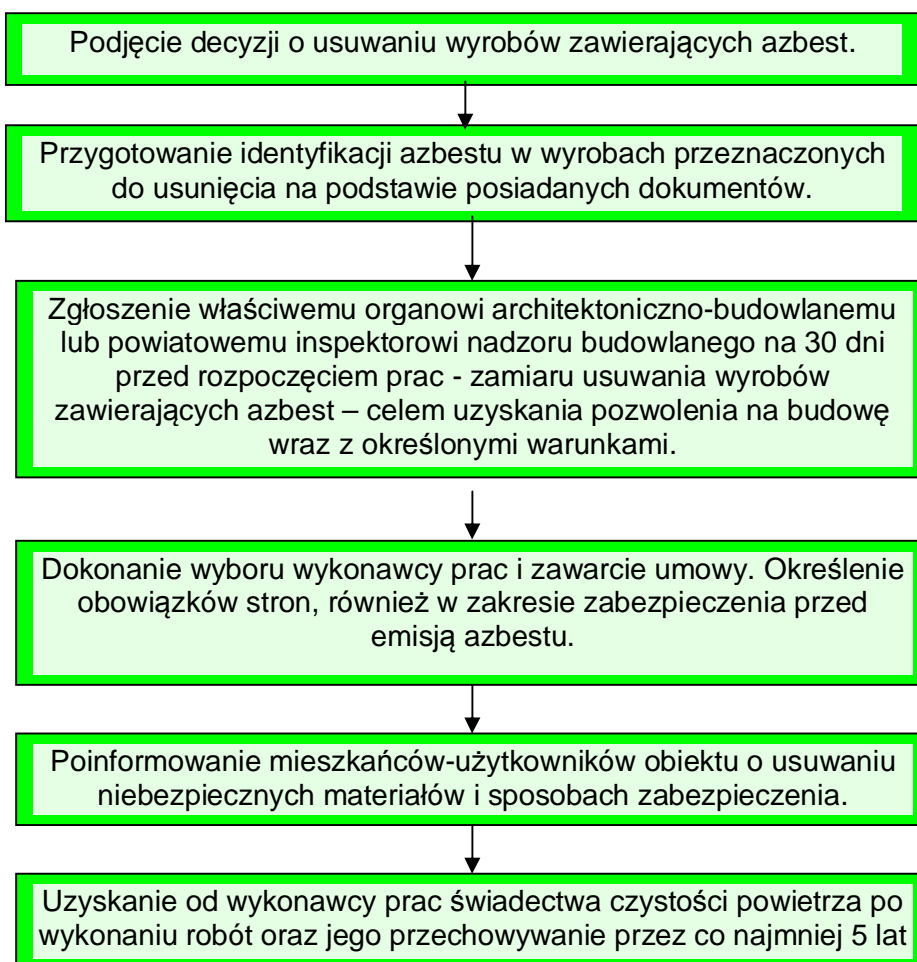 Podjęcie decyzji o usuwaniu wyrobów zawierających azbest.
Przygotowanie identyfikacji azbestu w wyrobach przeznaczonych
do usunięcia na podstawie posiadanych dokumentów.
Zgłoszenie właściwemu organowi architektoniczno-budowlanemu
lub powiatowemu inspektorowi nadzoru budowlanego na 30 dni
przed rozpoczęciem prac - zamiaru usuwania wyrobów
zawierających azbest – celem uzyskania pozwolenia na budowę
wraz z określonymi warunkami.
Dokonanie wyboru wykonawcy prac i zawarcie umowy. Określenie
obowiązków stron, również w zakresie zabezpieczenia przed
emisją azbestu.
Poinformowanie mieszkańców-użytkowników obiektu o usuwaniu
niebezpiecznych materiałów i sposobach zabezpieczenia.
Uzyskanie od wykonawcy prac świadectwa czystości powietrza po
wykonaniu robót oraz jego przechowywanie przez co najmniej 5 lat